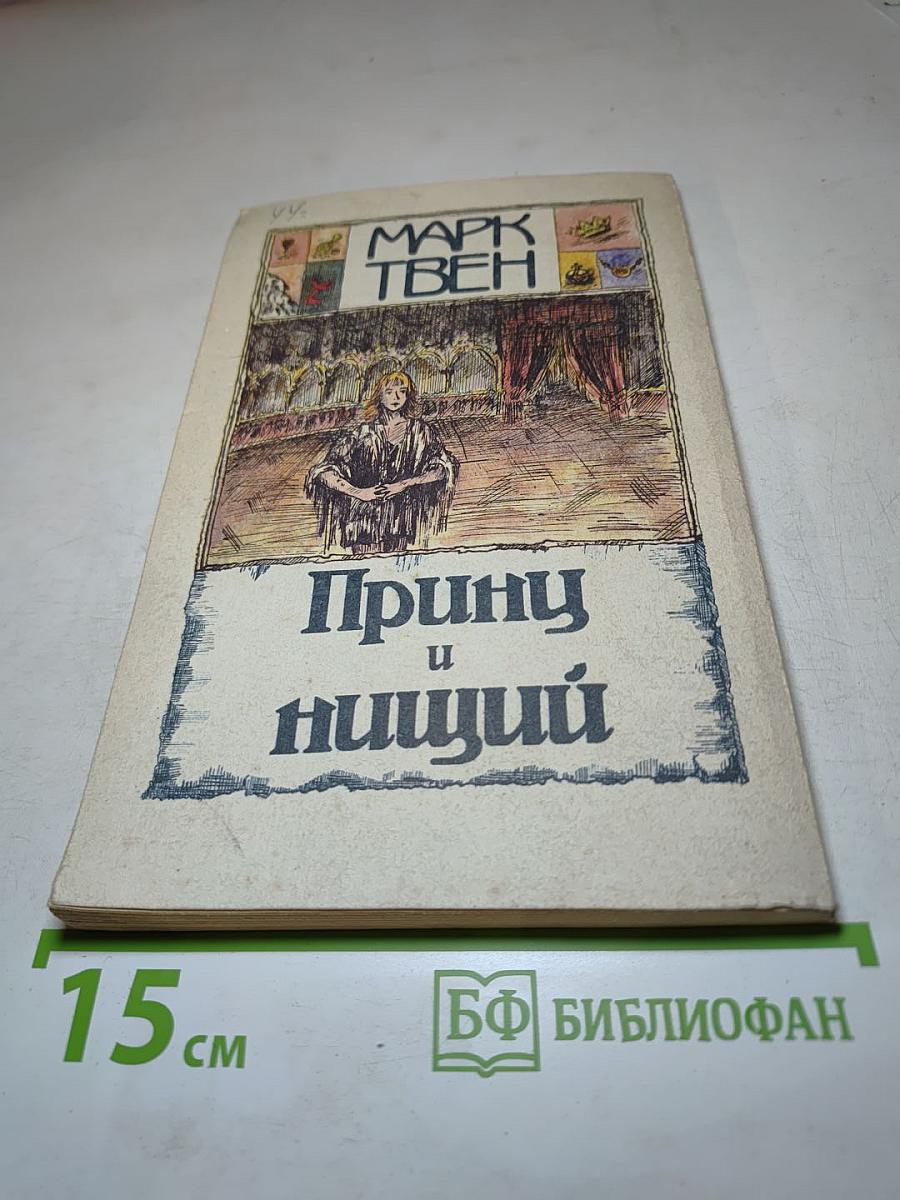 МАРК
ТВЕН
Принц
и
нищий
15 см
БФ БИБЛИОФАН